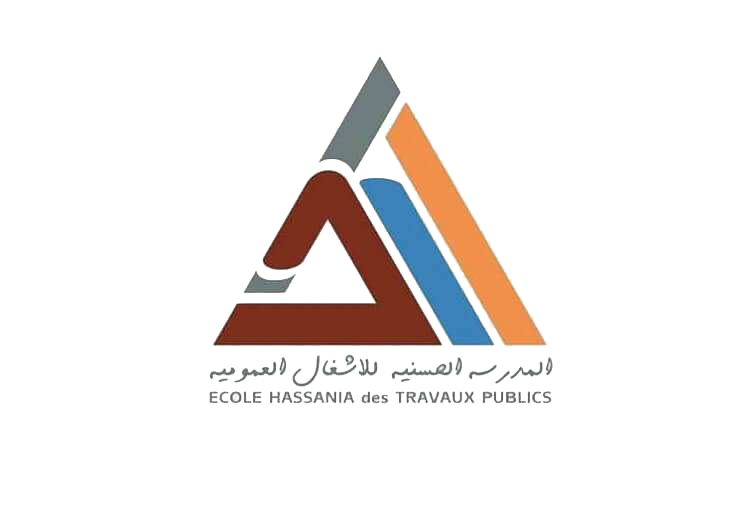 المدرسة الحسنية للأشغال العمومية
ECOLE HASSANIA des TRAVAUX PUBLICS